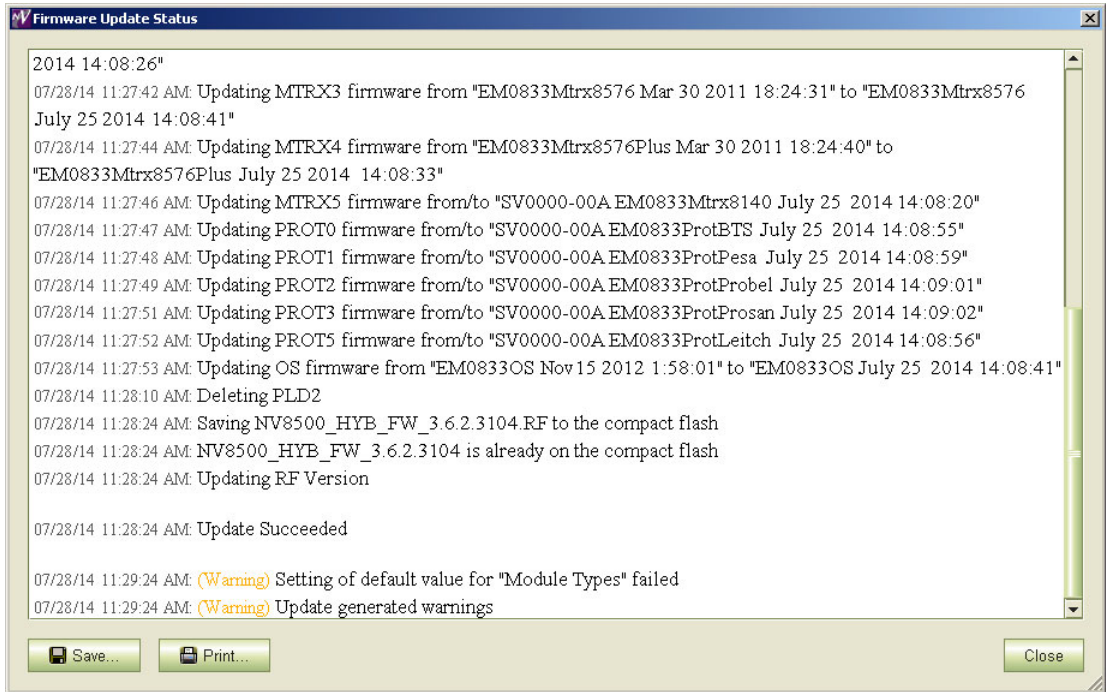 Firmware Update Status
2014 14:08:26"
07/28/14 11:27:42 AM: Updating MTRX3 firmware from "EM0833Mtrx8576 Mar 30 2011 18:24:31" to "EM0833Mtrx8576
July 25 2014 14:08:41"
07/28/14 11:27:44 AM: Updating MTRX4 firmware from "EM0833Mtrx8576Plus Mar 30 2011 18:24:40" to
"EM0833Mtrx8576Plus July 25 2014 14:08:33"
07/28/14 11:27:46 AM: Updating MTRX5 firmware from/to "SV0000-00A EM0833Mtrx8140 July 25 2014 14:08:20"
07/28/14 11:27:47 AM: Updating PROT0 firmware from/to "SV0000-00A EM0833ProtBTS July 25 2014 14:08:55"
07/28/14 11:27:48 AM: Updating PROT1 firmware from/to "SV0000-00A EM0833ProtPesa July 25 2014 14:08:59"
07/28/14 11:27:49 AM: Updating PROT2 firmware from/to "SV0000-00A EM0833ProtProbel July 25 2014 14:09:01"
07/28/14 11:27:51 AM: Updating PROT3 firmware from/to "SV0000-00A EM0833ProtProsan July 25 2014 14:09:02"
07/28/14 11:27:52 AM: Updating PROT5 firmware from/to "SV0000-00A EM0833ProtLeitch July 25 2014 14:08:56"
07/28/14 11:27:53 AM: Updating OS firmware from "EM0833OS Nov 15 2012 1:58:01" to "EM0833OS July 25 2014 14:08:41"
07/28/14 11:28:10 AM: Deleting PLD2
07/28/14 11:28:24 AM: Saving NV8500_HYB_FW_3.6.2.3104.RF to the compact flash
07/28/14 11:28:24 AM: NV8500_HYB_FW_3.6.2.3104 is already on the compact flash
07/28/14 11:28:24 AM: Updating RF Version
07/28/14 11:28:24 AM: Update Succeeded
07/28/14 11:29:24 AM: (Warning) Setting of default value for "Module Types" failed
07/28/14 11:29:24 AM: (Warning) Update generated warnings
Save... Print... Close